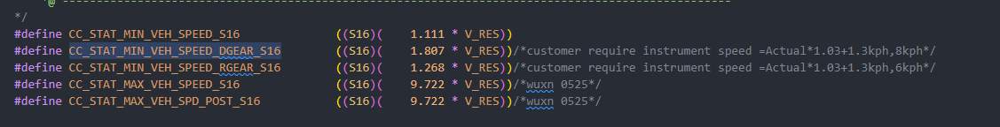 *@ ------------------------------------------------------------------------------------
*/
#define CC_STAT_MIN_VEH_SPEED_S16 ((S16)( 1.111 * V_RES))
#define CC_STAT_MIN_VEH_SPEED_DGEAR_S16 ((S16)( 1.807 * V_RES))/*customer require instrument speed =Actual*1.03+1.3kph,8kph*/
#define CC_STAT_MIN_VEH_SPEED_RGEAR_S16 ((S16)( 1.268 * V_RES))/*customer require instrument speed =Actual*1.03+1.3kph,6kph*/
#define CC_STAT_MAX_VEH_SPEED_S16 ((S16)( 9.722 * V_RES))/*wuxn 0525*/
#define CC_STAT_MAX_VEH_SPD_POST_S16 ((S16)( 9.722 * V_RES))/*wuxn 0525*/